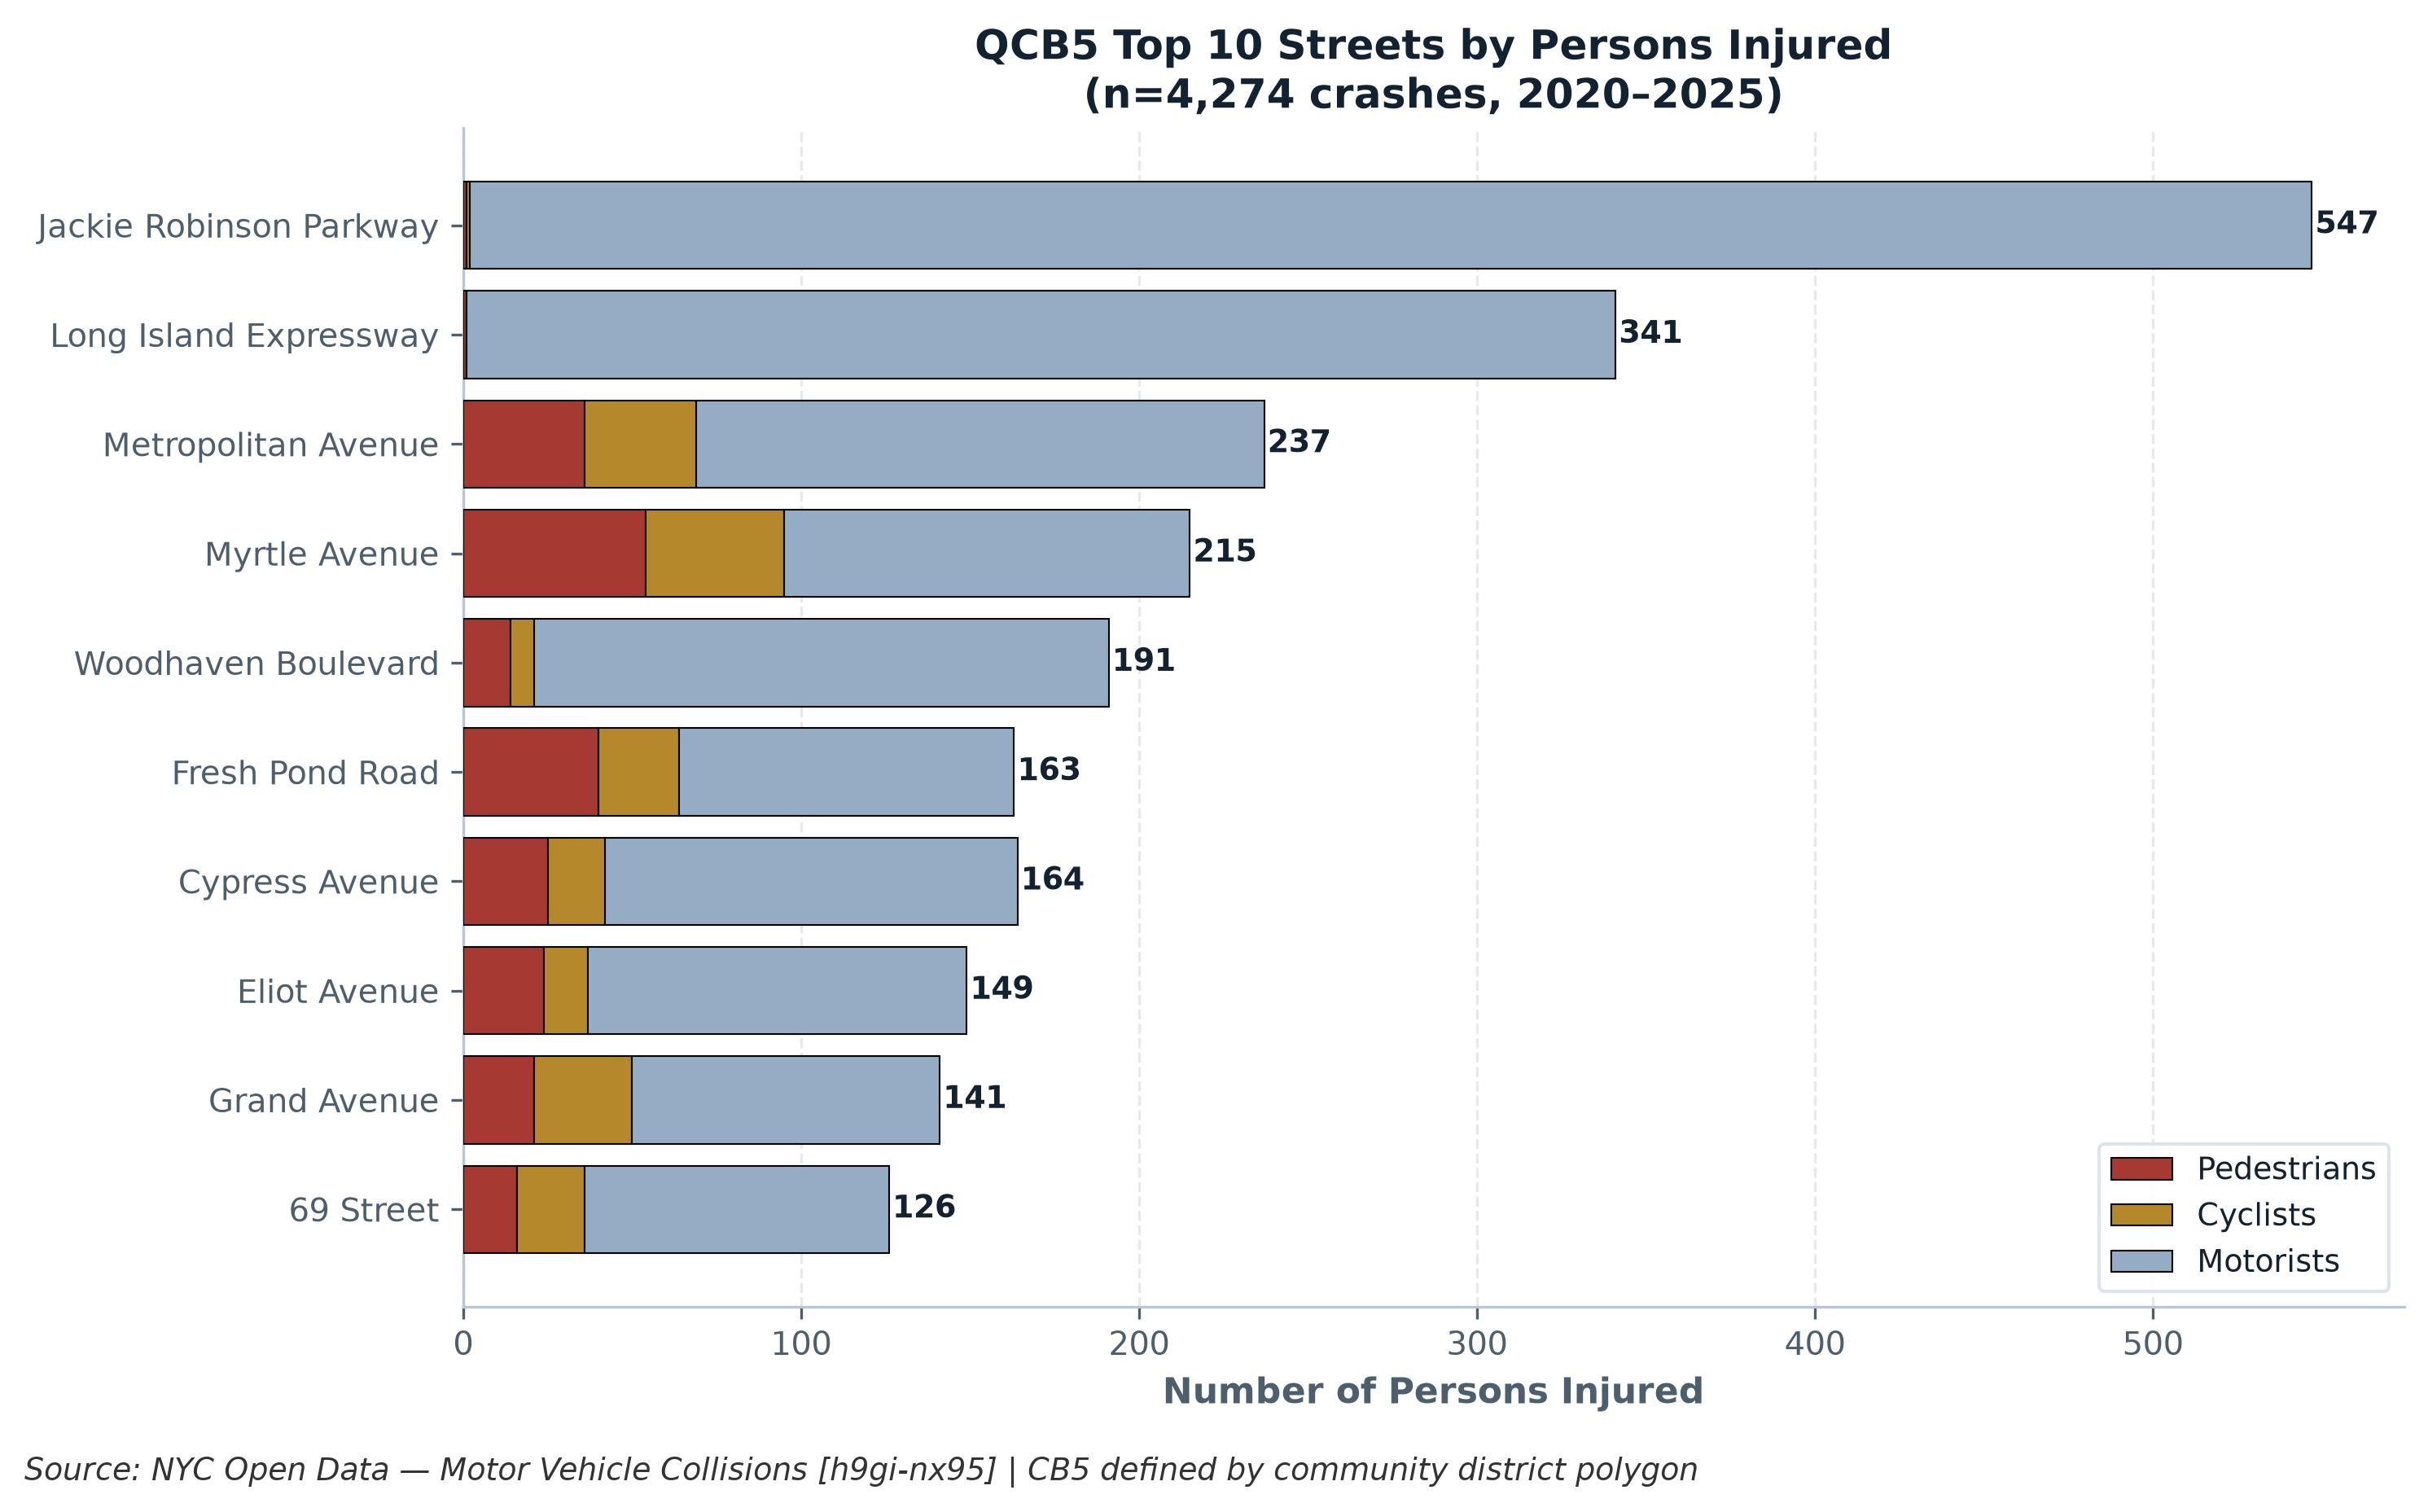 QCB5 Top 10 Streets by Persons Injured
(n=4,274 crashes, 2020–2025)
Jackie Robinson Parkway
547
Long Island Expressway
341
Metropolitan Avenue
237
Myrtle Avenue
215
Woodhaven Boulevard
191
Fresh Pond Road
163
Cypress Avenue
164
Eliot Avenue
149
Grand Avenue
141
69 Street
126
Pedestrians
Cyclists
Motorists
0 100 200 300 400 500
Number of Persons Injured
Source: NYC Open Data — Motor Vehicle Collisions [h9gi-nx95] | CB5 defined by community district polygon